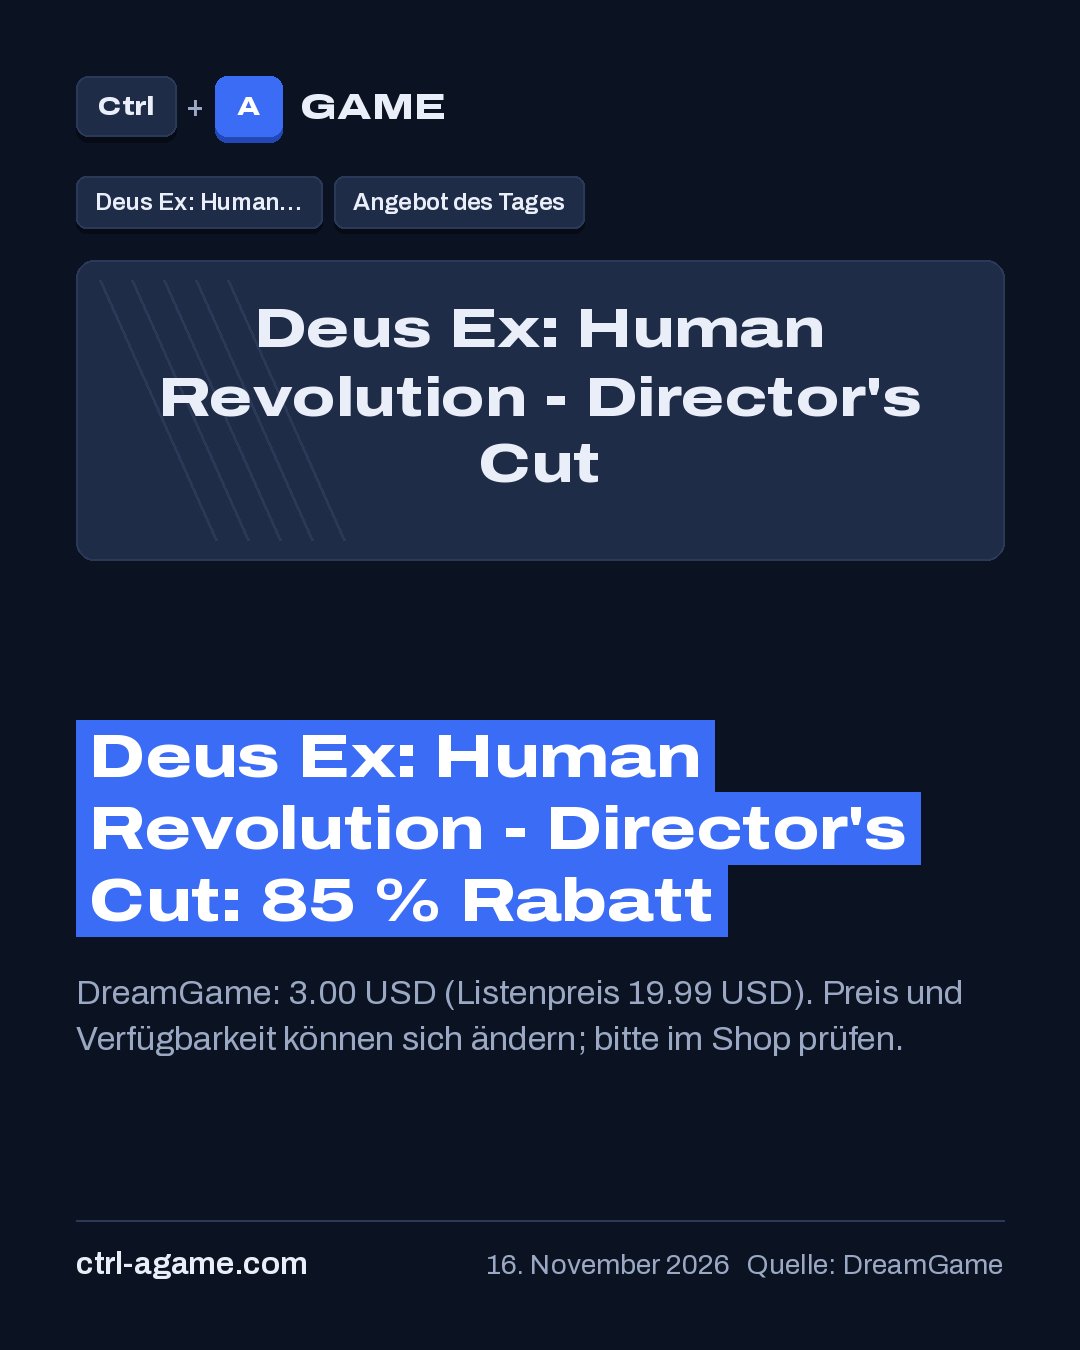 Ctrl + A GAME
Deus Ex: Human... Angebot des Tages
Deus Ex: Human
Revolution - Director's
Cut
Deus Ex: Human
Revolution - Director's
Cut: 85 % Rabatt
DreamGame: 3.00 USD (Listenpreis 19.99 USD). Preis und
Verfügbarkeit können sich ändern; bitte im Shop prüfen.
ctrl-agame.com 16. November 2026 Quelle: DreamGame